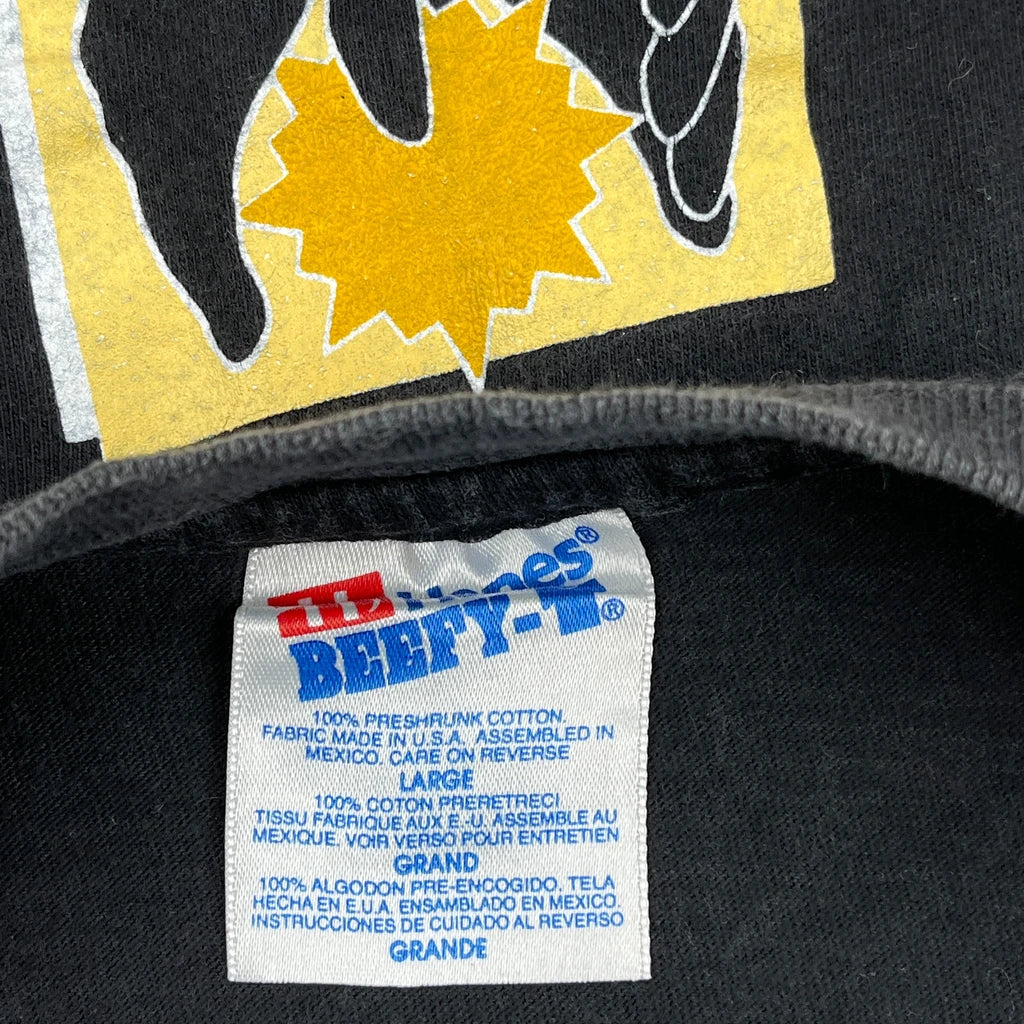 Hanes®
BEEFY-T®
100% PRESHRUNK COTTON.
FABRIC MADE IN U.S.A. ASSEMBLED IN
MEXICO. CARE ON REVERSE
LARGE
100% COTON PRERETRECI
TISSU FABRIQUE AUX E.-U. ASSEMBLE AU
MEXIQUE. VOIR VERSO POUR ENTRETIEN
GRAND
100% ALGODON PRE-ENCOGIDO. TELA
HECHA EN E.U.A. ENSAMBLADO EN MEXICO.
INSTRUCCIONES DE CUIDADO AL REVERSO
GRANDE